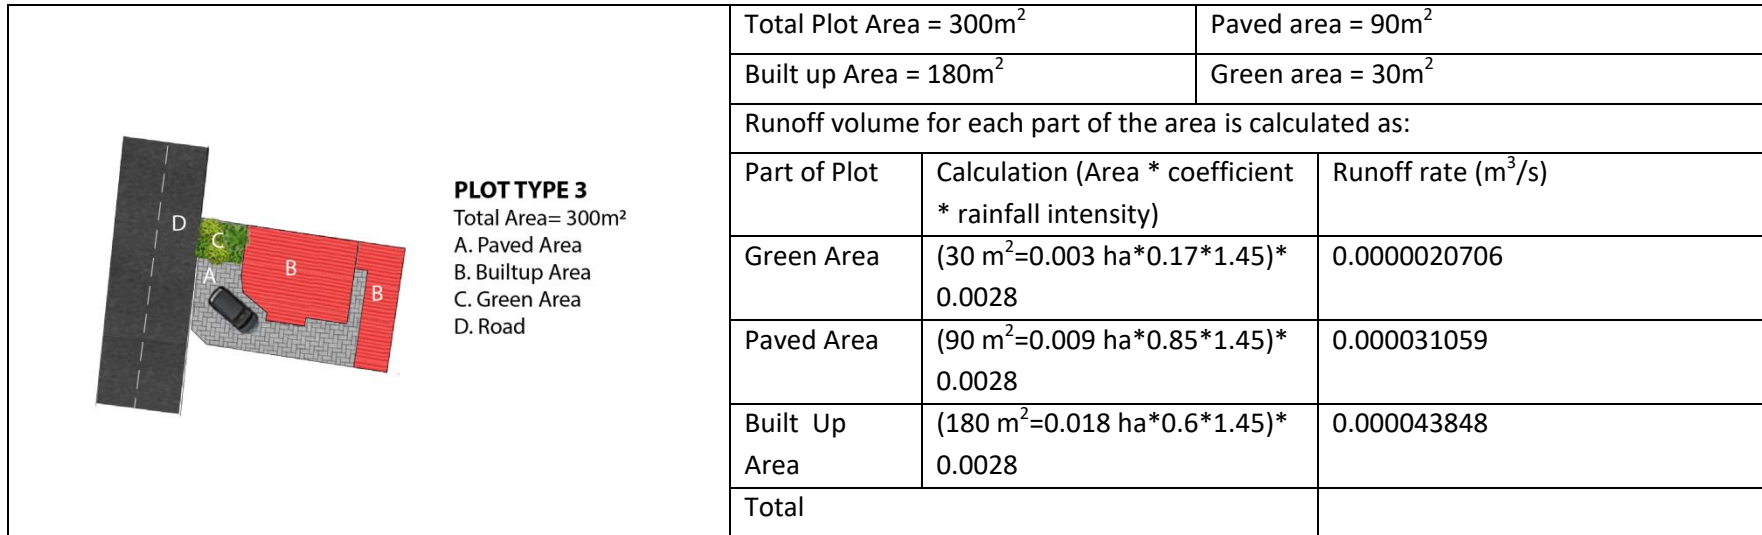 D
C
A
B
B
PLOT TYPE 3
Total Area= 300m²
A. Paved Area
B. Builtup Area
C. Green Area
D. Road
Total Plot Area = 300m²
Paved area = 90m²
Built up Area = 180m²
Green area = 30m²
Runoff volume for each part of the area is calculated as:
Part of Plot
Calculation (Area * coefficient
* rainfall intensity)
Runoff rate (m³/s)
Green Area
(30 m²=0.003 ha*0.17*1.45)*
0.0028
0.0000020706
Paved Area
(90 m²=0.009 ha*0.85*1.45)*
0.0028
0.000031059
Built Up
Area
(180 m²=0.018 ha*0.6*1.45)*
0.0028
0.000043848
Total